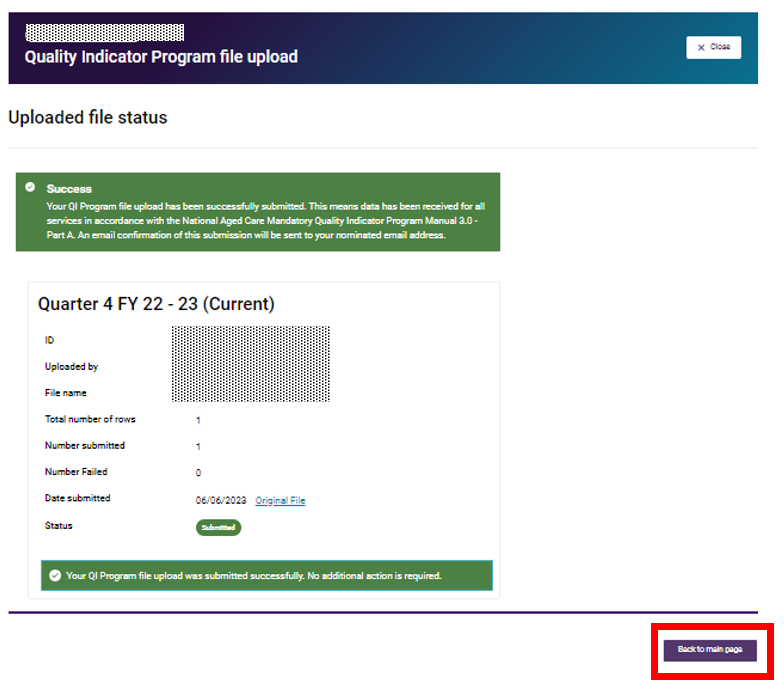 Quality Indicator Program file upload
× Close
Uploaded file status
Success
Your QI Program file upload has been successfully submitted. This means data has been received for all
services in accordance with the National Aged Care Mandatory Quality Indicator Program Manual 3.0 -
Part A. An email confirmation of this submission will be sent to your nominated email address.
Quarter 4 FY 22 - 23 (Current)
ID
Uploaded by
File name
Total number of rows 1
Number submitted 1
Number Failed 0
Date submitted 06/06/2023 Original File
Status Submitted
Your QI Program file upload was submitted successfully. No additional action is required.
Back to main page